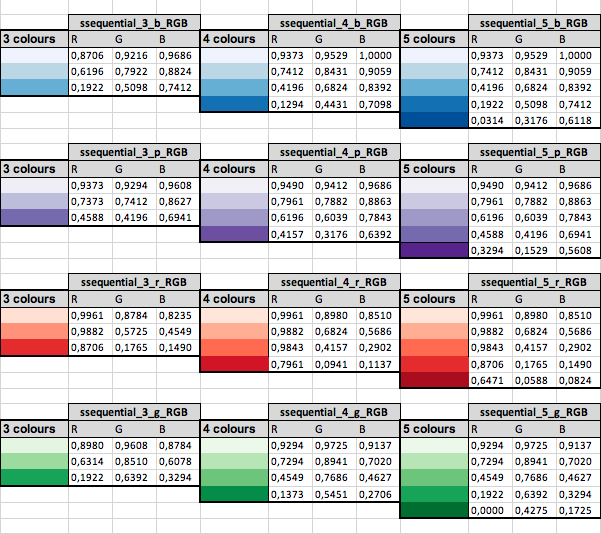 ssequential_3_b_RGB ssequential_4_b_RGB ssequential_5_b_RGB
3 colours R G B 4 colours R G B 5 colours R G B
0,8706 0,9216 0,9686 0,9373 0,9529 1,0000 0,9373 0,9529 1,0000
0,6196 0,7922 0,8824 0,7412 0,8431 0,9059 0,7412 0,8431 0,9059
0,1922 0,5098 0,7412 0,4196 0,6824 0,8392 0,4196 0,6824 0,8392
0,1294 0,4431 0,7098 0,1922 0,5098 0,7412
0,0314 0,3176 0,6118
ssequential_3_p_RGB ssequential_4_p_RGB ssequential_5_p_RGB
3 colours R G B 4 colours R G B 5 colours R G B
0,9373 0,9294 0,9608 0,9490 0,9412 0,9686 0,9490 0,9412 0,9686
0,7373 0,7412 0,8627 0,7961 0,7882 0,8863 0,7961 0,7882 0,8863
0,4588 0,4196 0,6941 0,6196 0,6039 0,7843 0,6196 0,6039 0,7843
0,4157 0,3176 0,6392 0,4588 0,4196 0,6941
0,3294 0,1529 0,5608
ssequential_3_r_RGB ssequential_4_r_RGB ssequential_5_r_RGB
3 colours R G B 4 colours R G B 5 colours R G B
0,9961 0,8784 0,8235 0,9961 0,8980 0,8510 0,9961 0,8980 0,8510
0,9882 0,5725 0,4549 0,9882 0,6824 0,5686 0,9882 0,6824 0,5686
0,8706 0,1765 0,1490 0,9843 0,4157 0,2902 0,9843 0,4157 0,2902
0,7961 0,0941 0,1137 0,8706 0,1765 0,1490
0,6471 0,0588 0,0824
ssequential_3_g_RGB ssequential_4_g_RGB ssequential_5_g_RGB
3 colours R G B 4 colours R G B 5 colours R G B
0,8980 0,9608 0,8784 0,9294 0,9725 0,9137 0,9294 0,9725 0,9137
0,6314 0,8510 0,6078 0,7294 0,8941 0,7020 0,7294 0,8941 0,7020
0,1922 0,6392 0,3294 0,4549 0,7686 0,4627 0,4549 0,7686 0,4627
0,1373 0,5451 0,2706 0,1922 0,6392 0,3294
0,0000 0,4275 0,1725